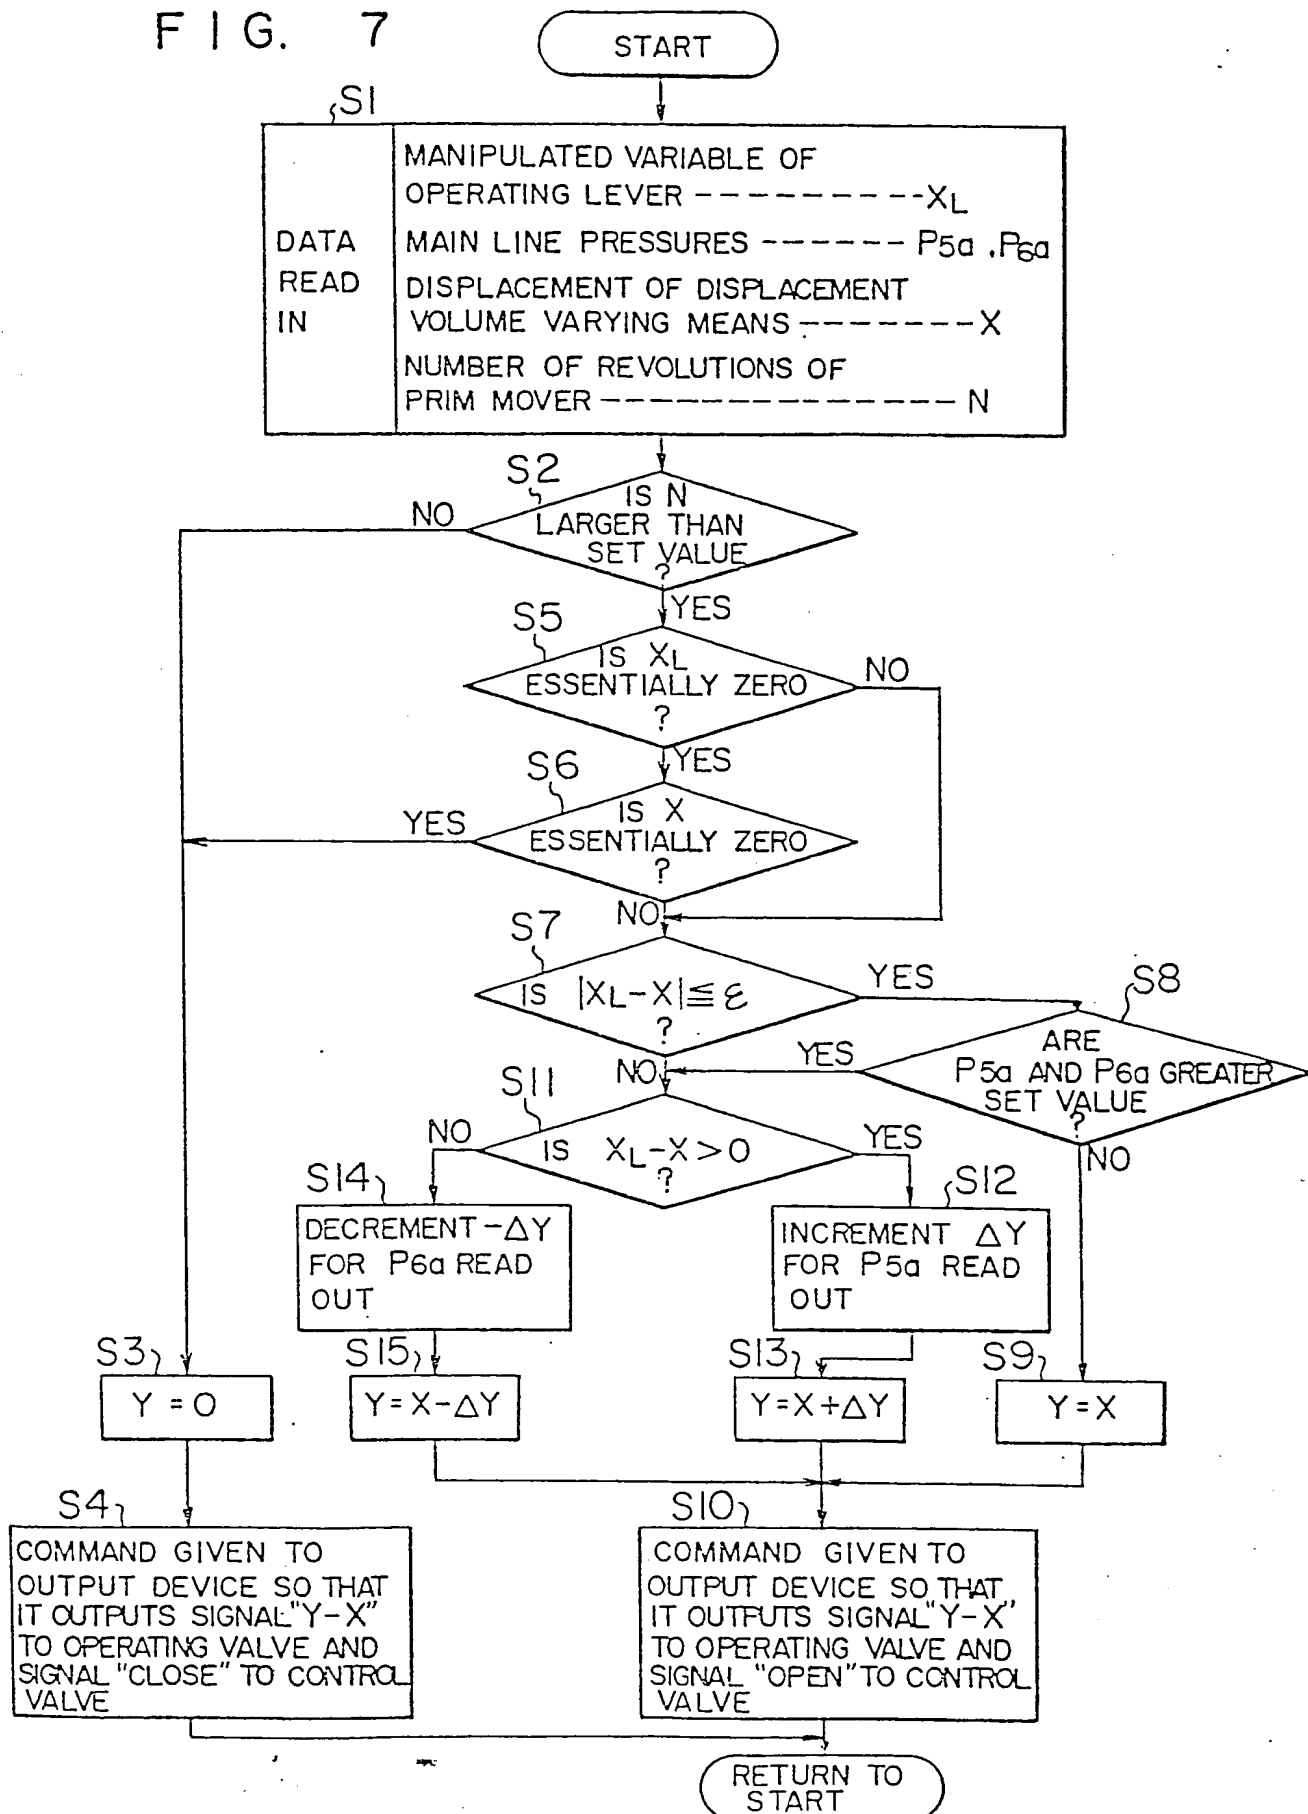 FIG. 7
START
S1
DATA
READ
IN
MANIPULATED VARIABLE OF
OPERATING LEVER ---------- XL
MAIN LINE PRESSURES ------ P5a . P6a
DISPLACEMENT OF DISPLACEMENT
VOLUME VARYING MEANS ------- X
NUMBER OF REVOLUTIONS OF
PRIM MOVER -------------- N
S2
IS N
LARGER THAN
SET VALUE
?
NO
YES
S5
IS XL
ESSENTIALLY ZERO
?
NO
YES
S6
IS X
ESSENTIALLY ZERO
?
YES
NO
S7
IS |XL-X|≦ε
?
YES
NO
S8
ARE
P5a AND P6a GREATER
SET VALUE
?
YES
NO
S11
IS XL-X>0
?
NO
YES
S14
DECREMENT -ΔY
FOR P6a READ
OUT
S12
INCREMENT ΔY
FOR P5a READ
OUT
S3
Y = 0
S15
Y=X-ΔY
S13
Y=X+ΔY
S9
Y=X
S4
COMMAND GIVEN TO
OUTPUT DEVICE SO THAT
IT OUTPUTS SIGNAL "Y-X"
TO OPERATING VALVE AND
SIGNAL "CLOSE" TO CONTROL
VALVE
S10
COMMAND GIVEN TO
OUTPUT DEVICE SO THAT
IT OUTPUTS SIGNAL "Y-X"
TO OPERATING VALVE AND
SIGNAL "OPEN" TO CONTROL
VALVE
RETURN TO
START